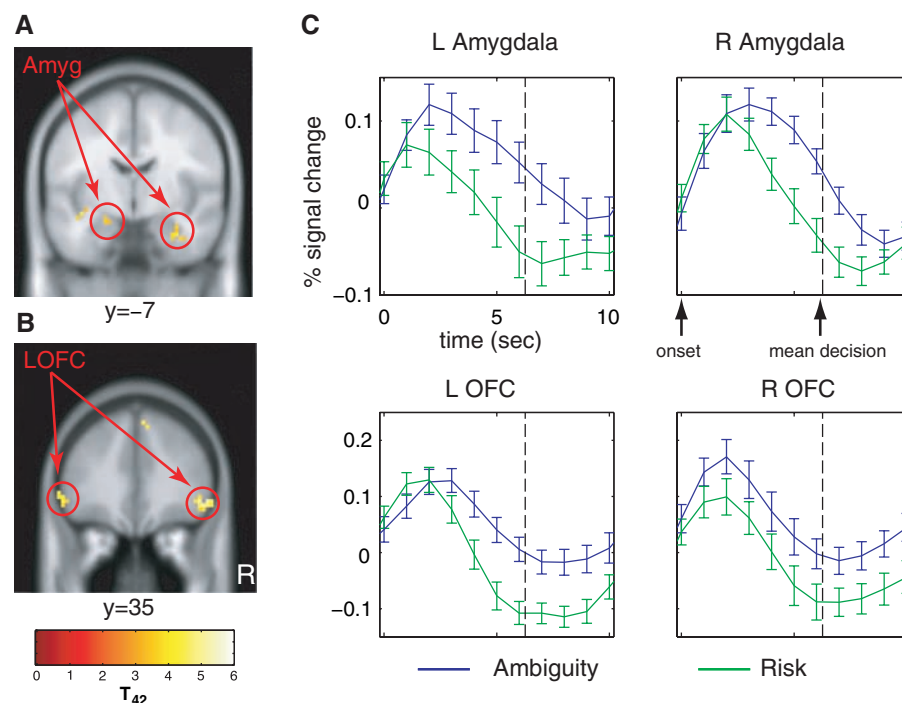 A
Amyg
y=−7
B
LOFC
R
y=35
0 1 2 3 4 5 6
T42
C
L Amygdala
R Amygdala
% signal change
0.1
0
−0.1
0 5 10
time (sec)
onset
mean decision
L OFC
R OFC
0.2
0.1
0
−0.1
Ambiguity
Risk